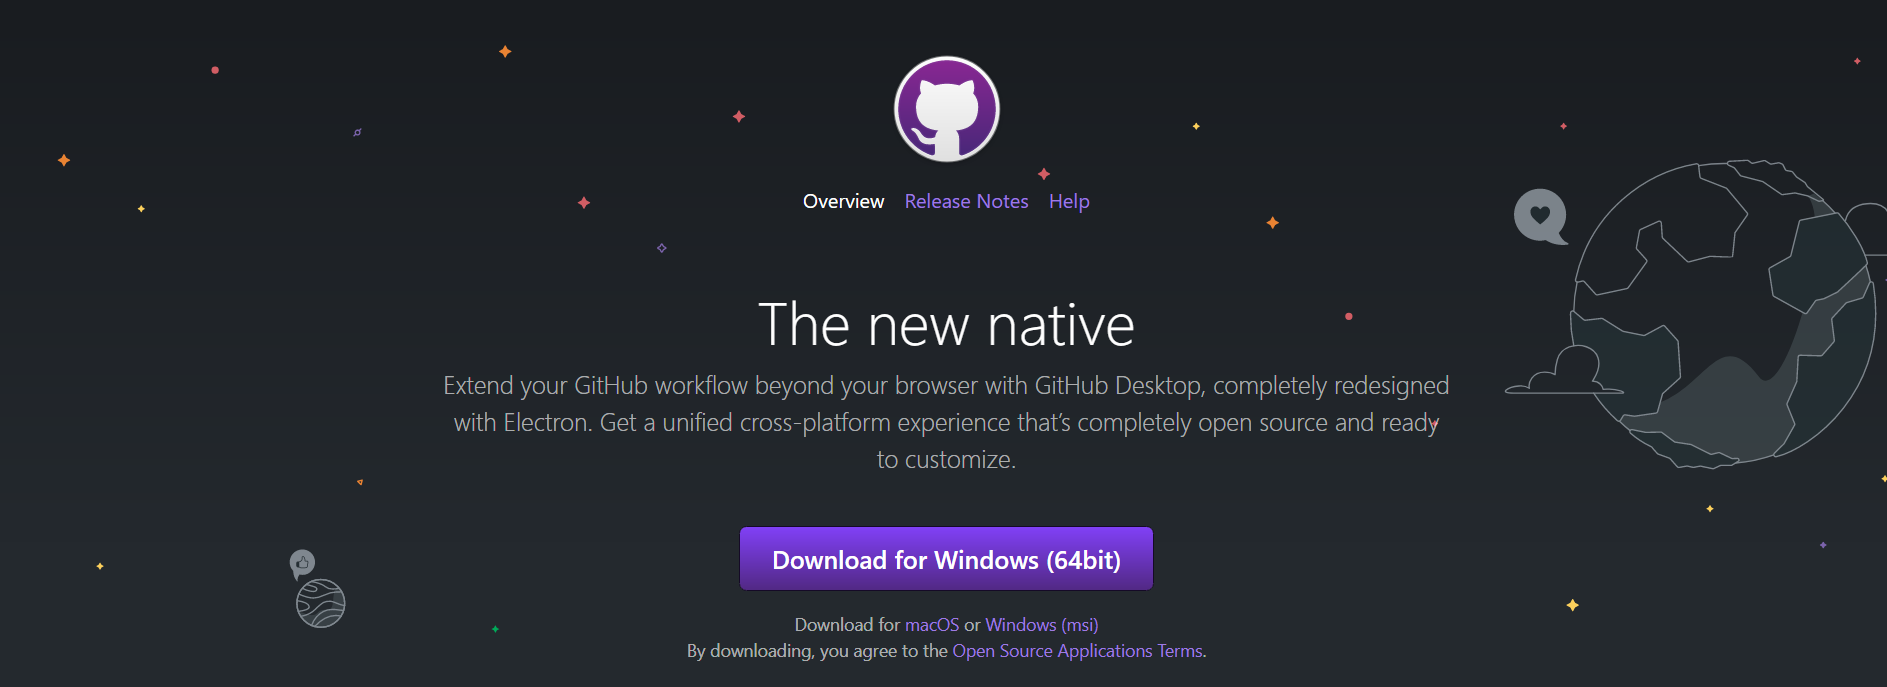 Overview Release Notes Help
The new native
Extend your GitHub workflow beyond your browser with GitHub Desktop, completely redesigned
with Electron. Get a unified cross-platform experience that’s completely open source and ready
to customize.
Download for Windows (64bit)
Download for macOS or Windows (msi)
By downloading, you agree to the Open Source Applications Terms.